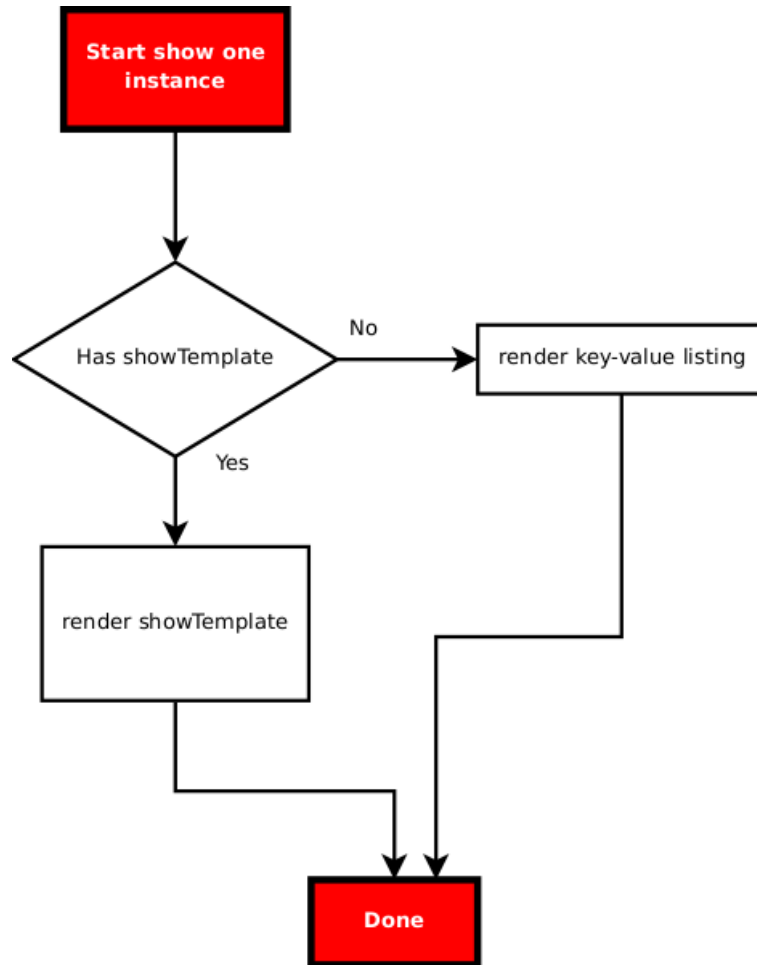 Start show one
instance
No
Has showTemplate
render key-value listing
Yes
render showTemplate
Done